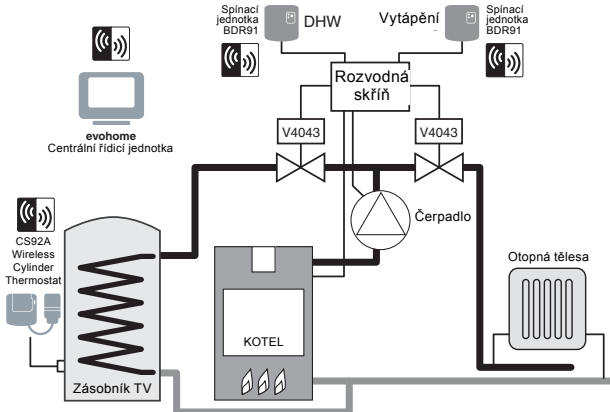 Spínací
jednotka
BDR91
DHW
Vytápění
Spínací
jednotka
BDR91
Rozvodná
skříň
evohome
Centrální řídicí jednotka
V4043
V4043
CS92A
Wireless
Cylinder
Thermostat
Čerpadlo
Otopná tělesa
KOTEL
Zásobník TV